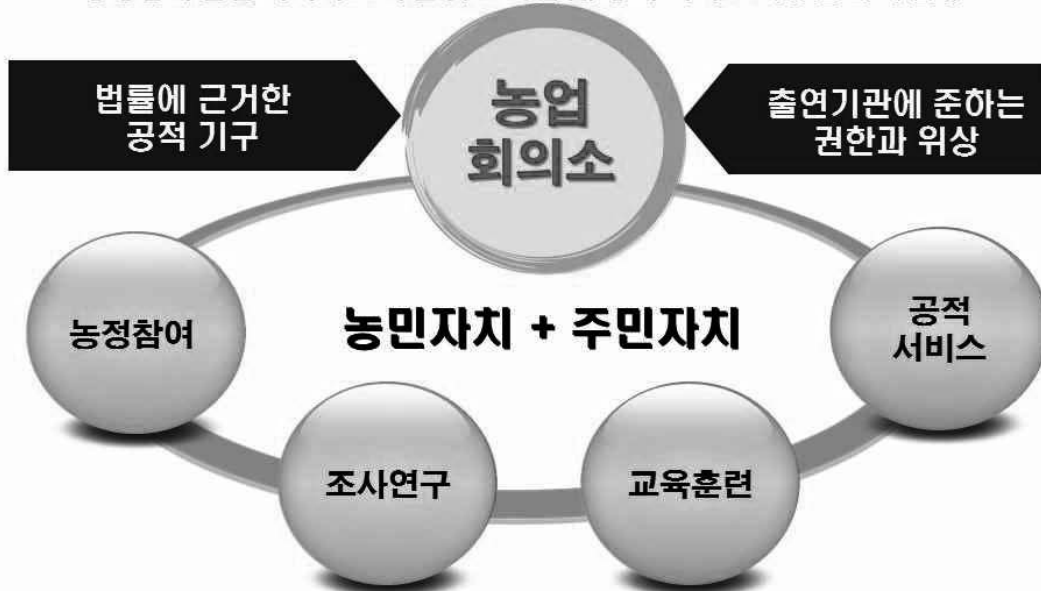 법률에 근거한
공적 기구
농업
회의소
출연기관에 준하는
권한과 위상
농정참여
농민자치 + 주민자치
공적
서비스
조사연구
교육훈련